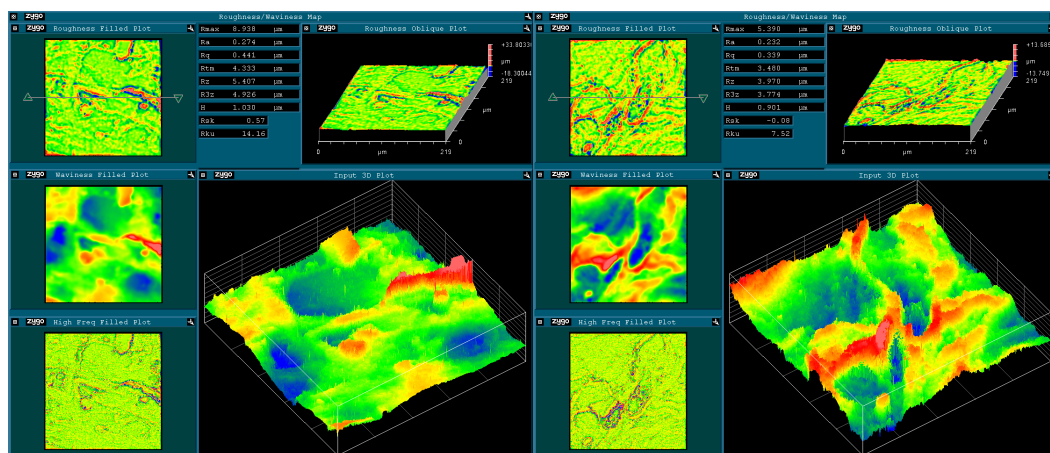 zygo Roughness/Waviness Map
zygo Roughness Filled Plot
Rmax 8.938 µm
Ra 0.274 µm
Rq 0.441 µm
Rtm 4.333 µm
Rz 5.407 µm
R3z 4.926 µm
H 1.030 µm
Rsk 0.57
Rku 14.16
zygo Roughness Oblique Plot
µm
219
0
µm
0
µm
219
zygo Waviness Filled Plot
zygo Input 3D Plot
zygo High Freq Filled Plot
zygo Roughness/Waviness Map
zygo Roughness Filled Plot
Rmax 5.390 µm
Ra 0.232 µm
Rq 0.339 µm
Rtm 3.480 µm
Rz 3.970 µm
R3z 3.774 µm
H 0.901 µm
Rsk -0.08
Rku 7.52
zygo Roughness Oblique Plot
µm
219
0
µm
0
µm
219
zygo Waviness Filled Plot
zygo Input 3D Plot
zygo High Freq Filled Plot